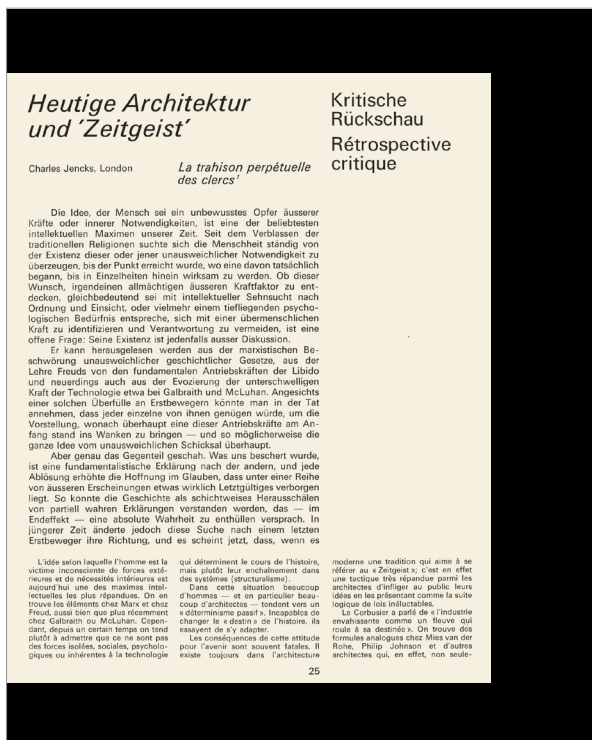 Heutige Architektur
und 'Zeitgeist'
Charles Jencks, London
La trahison perpétuelle
des clercs¹
Kritische
Rückschau
Rétrospective
critique
Die Idee, der Mensch sei ein unbewusstes Opfer äusserer
Kräfte oder innerer Notwendigkeiten, ist eine der beliebtesten
intellektuellen Maximen unserer Zeit. Seit dem Verblassen der
traditionellen Religionen suchte sich die Menschheit ständig von
der Existenz dieser oder jener unausweichlicher Notwendigkeit zu
überzeugen, bis der Punkt erreicht wurde, wo eine davon tatsächlich
begann, bis in Einzelheiten hinein wirksam zu werden. Ob dieser
Wunsch, irgendeinen allmächtigen äusseren Kraftfaktor zu ent-
decken, gleichbedeutend sei mit intellektueller Sehnsucht nach
Ordnung und Einsicht, oder vielmehr einem tiefliegenden psycho-
logischen Bedürfnis entspreche, sich mit einer übermenschlichen
Kraft zu identifizieren und Verantwortung zu vermeiden, ist eine
offene Frage: Seine Existenz ist jedenfalls ausser Diskussion.
Er kann herausgelesen werden aus der marxistischen Be-
schwörung unausweichlicher geschichtlicher Gesetze, aus der
Lehre Freuds von den fundamentalen Antriebskräften der Libido
und neuerdings auch aus der Evozierung der unterschwelligen
Kraft der Technologie etwa bei Galbraith und McLuhan. Angesichts
einer solchen Überfülle an Erstbewegern könnte man in der Tat
annehmen, dass jeder einzelne von ihnen genügen würde, um die
Vorstellung, wonach überhaupt eine dieser Antriebskräfte am An-
fang stand ins Wanken zu bringen — und so möglicherweise die
ganze Idee vom unausweichlichen Schicksal überhaupt.
Aber genau das Gegenteil geschah. Was uns beschert wurde,
ist eine fundamentalistische Erklärung nach der andern, und jede
Ablösung erhöhte die Hoffnung im Glauben, dass unter einer Reihe
von äusseren Erscheinungen etwas wirklich Letztgültiges verborgen
liegt. So konnte die Geschichte als schichtweises Herausschälen
von partiell wahren Erklärungen verstanden werden, das — im
Endeffekt — eine absolute Wahrheit zu enthüllen versprach. In
jüngerer Zeit änderte jedoch diese Suche nach einem letzten
Erstbeweger ihre Richtung, und es scheint jetzt, dass, wenn es
L'idée selon laquelle l'homme est la
victime inconsciente de forces exté-
rieures et de nécessités intérieures est
aujourd'hui une des maximes intel-
lectuelles les plus répandues. On en
trouve les éléments chez Marx et chez
Freud, aussi bien que plus récemment
chez Galbraith ou McLuhan. Cepen-
dant, depuis un certain temps on tend
plutôt à admettre que ce ne sont pas
des forces isolées, sociales, psycholo-
giques ou inhérentes à la technologie
qui déterminent le cours de l'histoire,
mais plutôt leur enchaînement dans
des systèmes (structuralisme).
Dans cette situation beaucoup
d'hommes — et en particulier beau-
coup d'architectes — tendent vers un
« déterminisme passif ». Incapables de
changer le « destin » de l'histoire, ils
essayent de s'y adapter.
Les conséquences de cette attitude
pour l'avenir sont souvent fatales. Il
existe toujours dans l'architecture
moderne une tradition qui aime à se
référer au « Zeitgeist »; c'est en effet
une tactique très répandue parmi les
architectes d'infliger au public leurs
idées en les présentant comme la suite
logique de lois inéluctables.
Le Corbusier a parlé de « l'industrie
envahissante comme un fleuve qui
roule à sa destinée ». On trouve des
formules analogues chez Mies van der
Rohe, Philip Johnson et d'autres
architectes qui, en effet, non seule-
25